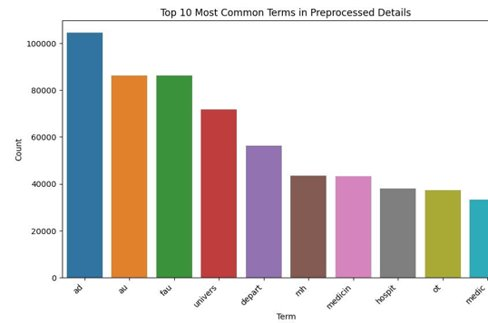 Top 10 Most Common Terms in Preprocessed Details
100000
80000
60000
40000
20000
0
Count
ad
au
fau
univers
depart
mh
medicin
hospit
ot
medic
Term